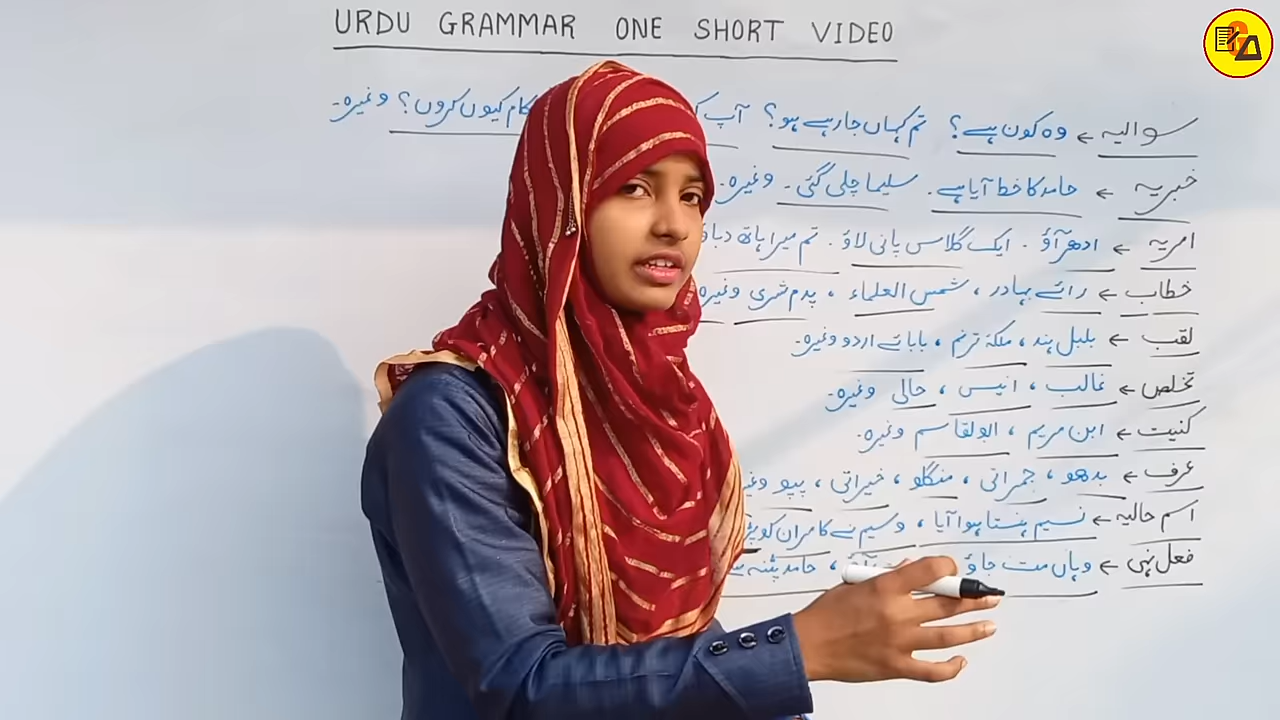 URDU GRAMMAR ONE SHORT VIDEO
سوالیہ ← وہ کون ہے؟ تم کہاں جا رہے ہو؟ آپ کام کیوں کروں؟ وغیرہ۔
خبریہ ← حامد کا خط آیا ہے۔ سلیما چلی گئی۔ وغیرہ۔
امریہ ← ادھر آؤ۔ ایک گلاس پانی لاؤ۔ تم میرا ہاتھ
خطاب ← رائے بہادر، شمس العلماء، پدم شری وغیرہ
لقب ← بلبل ہند، ملکۂ ترنم، بابائے اردو وغیرہ۔
تخلص ← غالب، انیس، حالی وغیرہ۔
کنیت ← ابن مریم، ابولقاسم وغیرہ۔
عرف ← بدھو، جمراتی، منگلو، خیراتی، پپو
اسم حالیہ ← نسیم ہنستا ہوا آیا، وسیم نے کامران کو
فعل نہی ← وہاں مت جاؤ، حامد پٹنہ